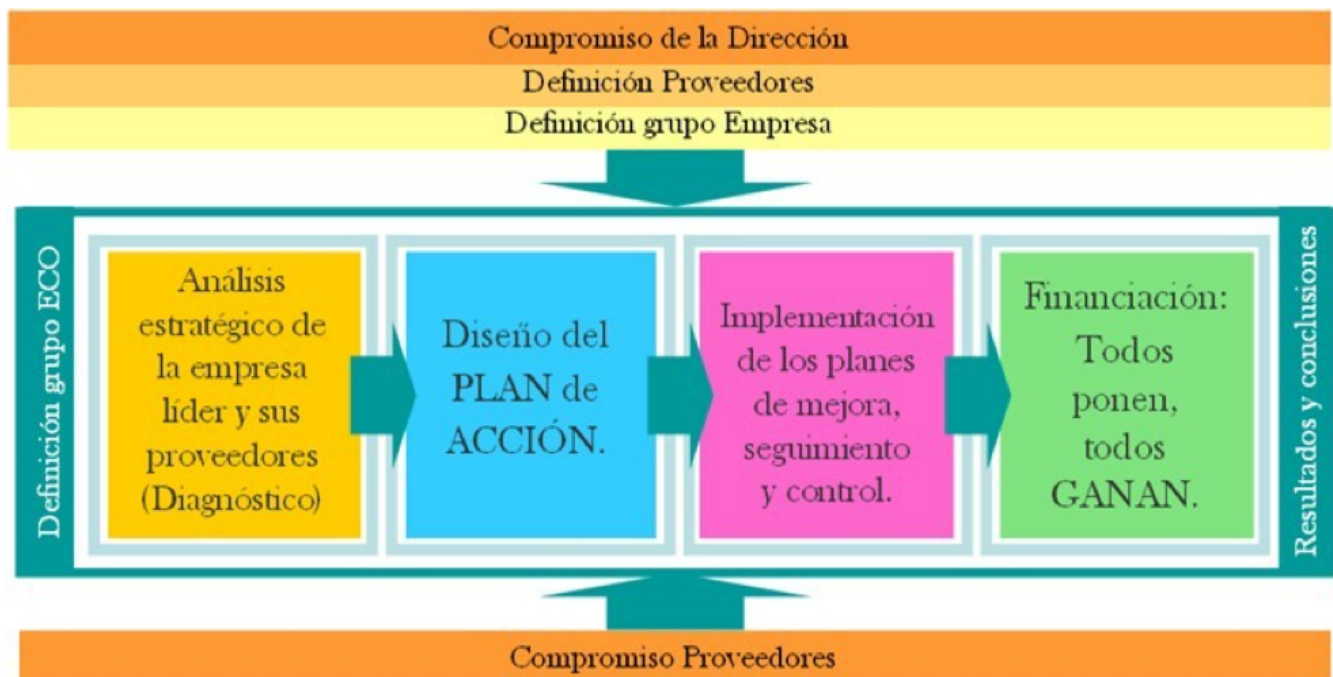 Compromiso de la Dirección
Definición Proveedores
Definición grupo Empresa
Definición grupo ECO
Análisis
estratégico de
la empresa
líder y sus
proveedores
(Diagnóstico)
Diseño del
PLAN de
ACCIÓN.
Implementación
de los planes
de mejora,
seguimiento
y control.
Financiación:
Todos
ponen,
todos
GANAN.
Resultados y conclusiones
Compromiso Proveedores